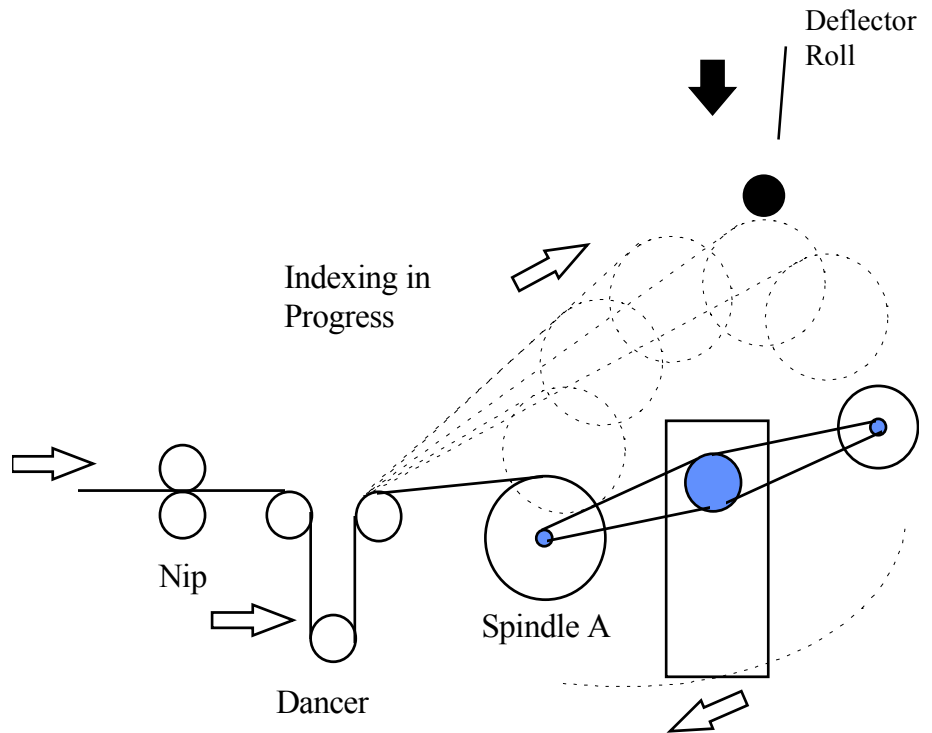 Deflector
Roll
Indexing in
Progress
Nip
Spindle A
Dancer